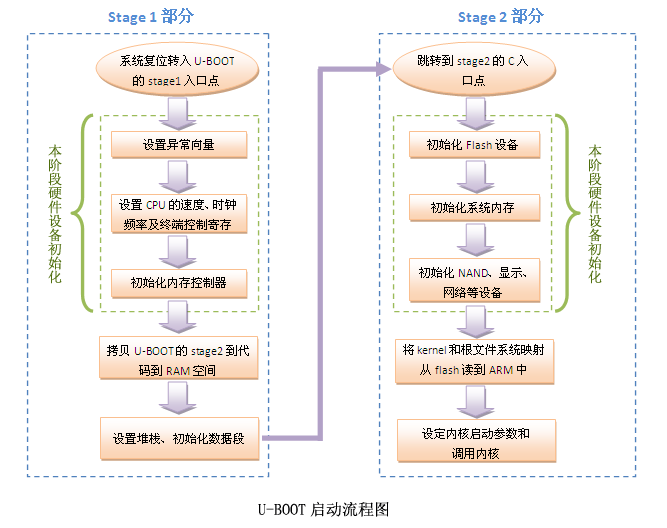 Stage 1 部分
系统复位转入 U-BOOT
的 stage1 入口点
本阶段硬件设备初始化
设置异常向量
设置 CPU 的速度、时钟
频率及终端控制寄存
初始化内存控制器
拷贝 U-BOOT 的 stage2 到代
码到 RAM 空间
设置堆栈、初始化数据段
Stage 2 部分
跳转到 stage2 的 C 入
口点
初始化 Flash 设备
初始化系统内存
初始化 NAND、显示、
网络等设备
本阶段硬件设备初始化
将 kernel 和根文件系统映射
从 flash 读到 ARM 中
设定内核启动参数和
调用内核
U-BOOT 启动流程图